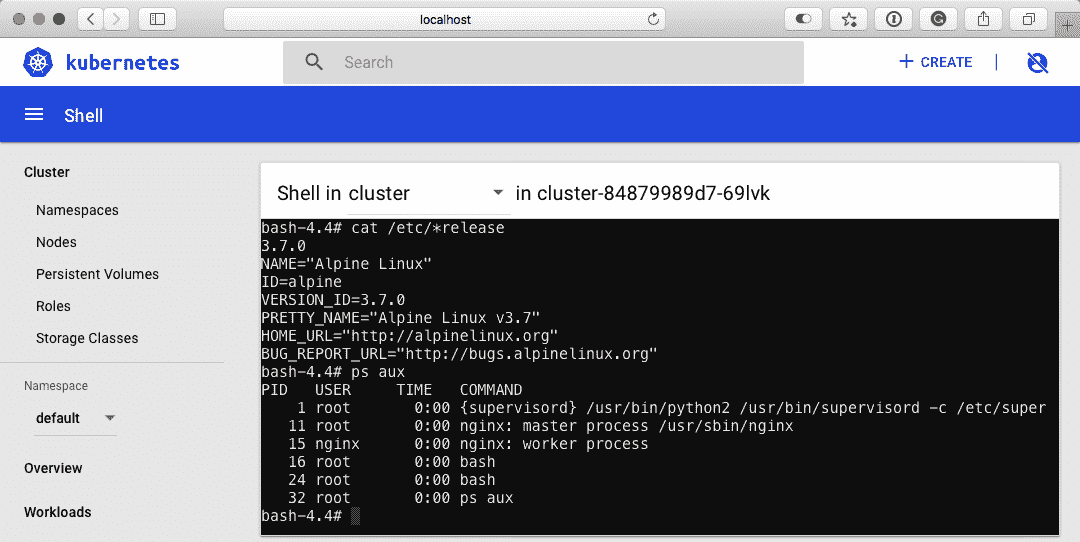 localhost
kubernetes
Search
+ CREATE
Shell
Cluster
Namespaces
Nodes
Persistent Volumes
Roles
Storage Classes
Namespace
default
Overview
Workloads
Shell in cluster in cluster-84879989d7-69lvk
bash-4.4# cat /etc/*release
3.7.0
NAME="Alpine Linux"
ID=alpine
VERSION_ID=3.7.0
PRETTY_NAME="Alpine Linux v3.7"
HOME_URL="http://alpinelinux.org"
BUG_REPORT_URL="http://bugs.alpinelinux.org"
bash-4.4# ps aux
PID   USER     TIME   COMMAND
    1 root       0:00 {supervisord} /usr/bin/python2 /usr/bin/supervisord -c /etc/super
   11 root       0:00 nginx: master process /usr/sbin/nginx
   15 nginx      0:00 nginx: worker process
   16 root       0:00 bash
   24 root       0:00 bash
   32 root       0:00 ps aux
bash-4.4#